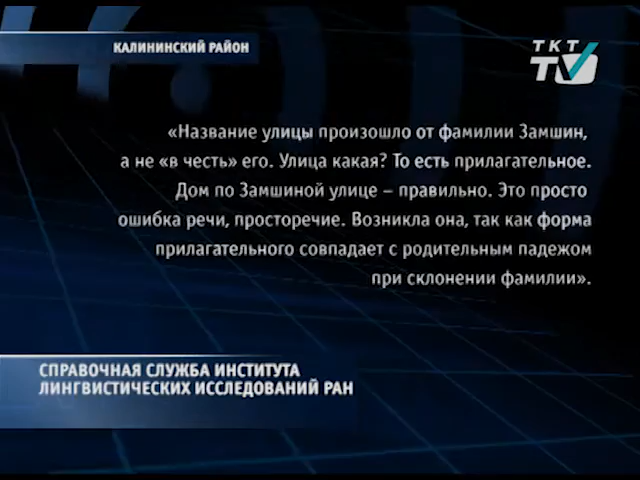 КАЛИНИНСКИЙ РАЙОН
ТКТ
TV
«Название улицы произошло от фамилии Замшин,
а не «в честь» его. Улица какая? То есть прилагательное.
Дом по Замшиной улице – правильно. Это просто
ошибка речи, просторечие. Возникла она, так как форма
прилагательного совпадает с родительным падежом
при склонении фамилии».
СПРАВОЧНАЯ СЛУЖБА ИНСТИТУТА
ЛИНГВИСТИЧЕСКИХ ИССЛЕДОВАНИЙ РАН